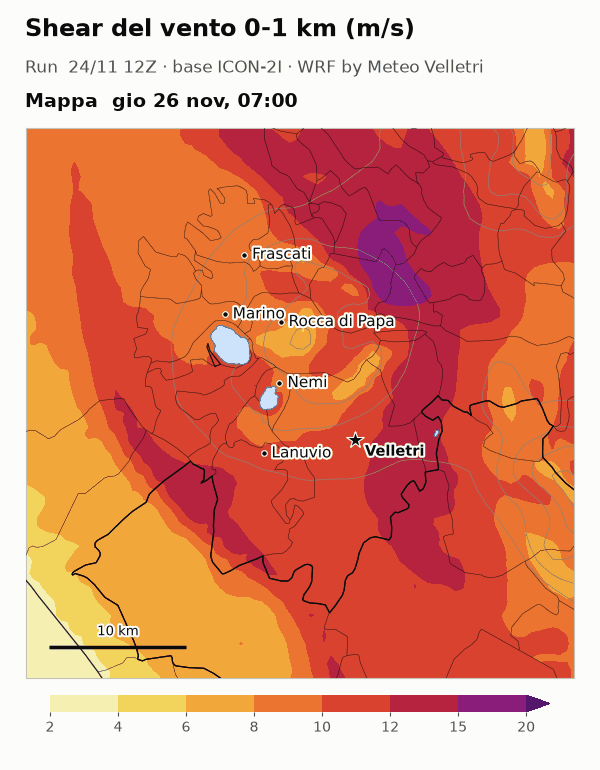 Shear del vento 0-1 km (m/s)
Run  24/11 12Z · base ICON-2I · WRF by Meteo Velletri
Mappa  gio 26 nov, 07:00
Frascati
Marino
Rocca di Papa
Nemi
Velletri
Lanuvio
10 km
2 4 6 8 10 12 15 20